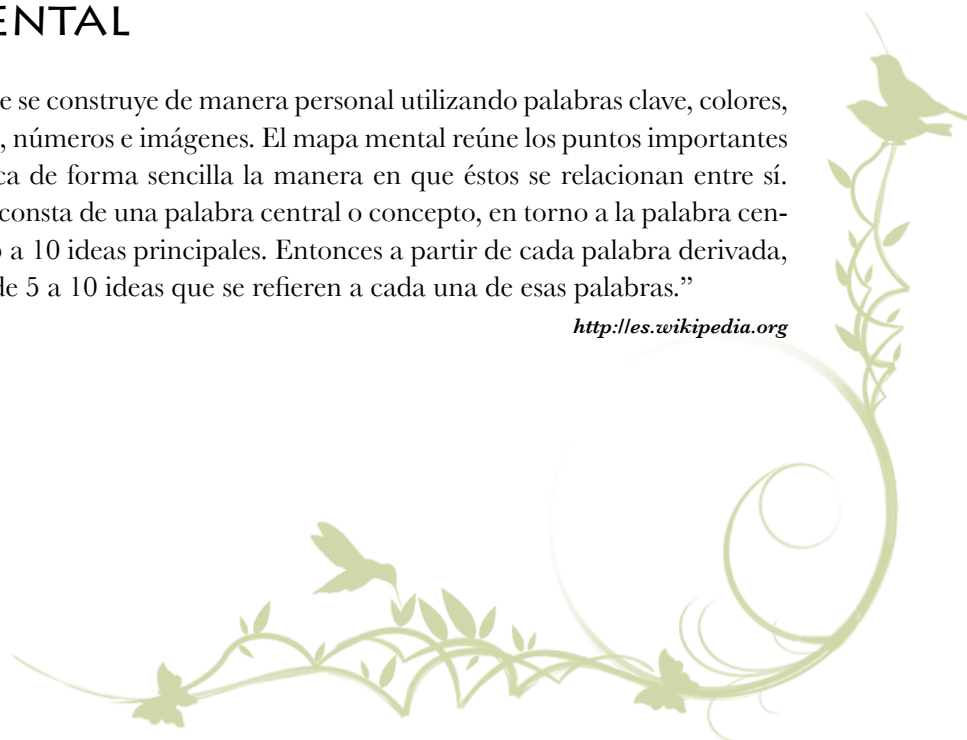 ENTAL
e se construye de manera personal utilizando palabras clave, colores,
, números e imágenes. El mapa mental reúne los puntos importantes
ca de forma sencilla la manera en que éstos se relacionan entre sí.
consta de una palabra central o concepto, en torno a la palabra cen-
a 10 ideas principales. Entonces a partir de cada palabra derivada,
de 5 a 10 ideas que se refieren a cada una de esas palabras.”
http://es.wikipedia.org